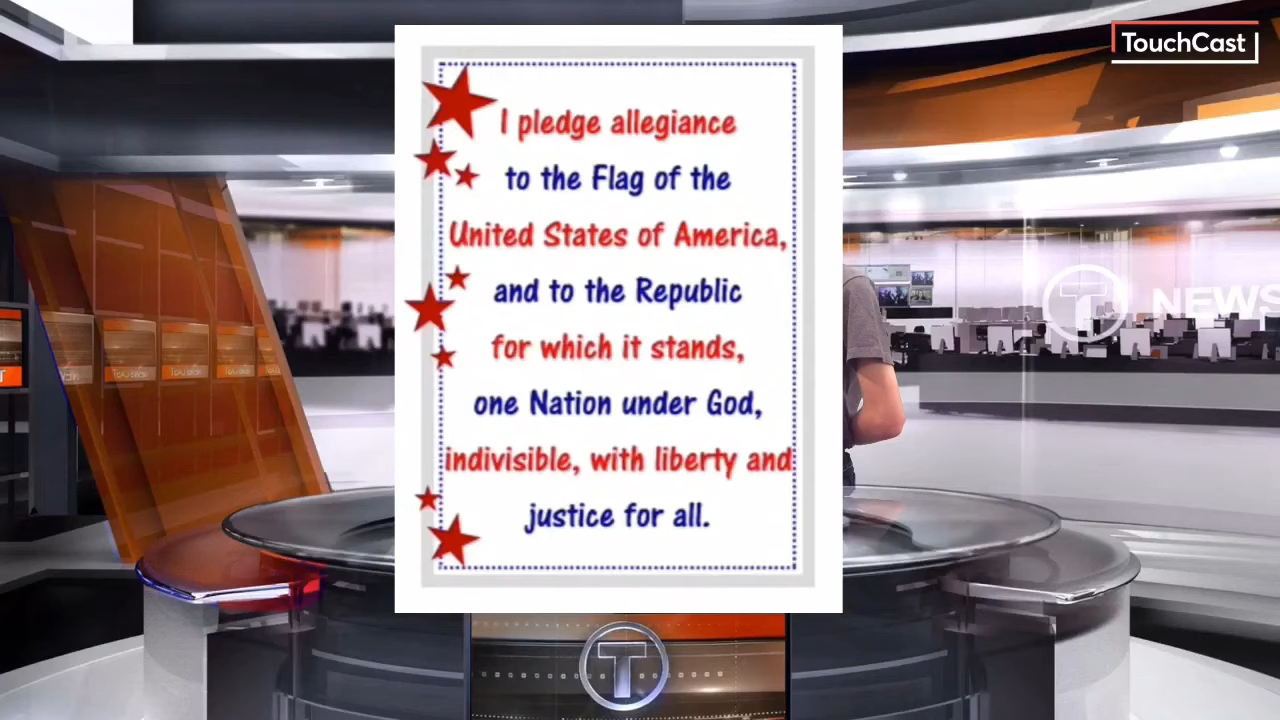 TouchCast
I pledge allegiance
to the Flag of the
United States of America,
and to the Republic
for which it stands,
one Nation under God,
indivisible, with liberty and
justice for all.
T NEWS
T
T